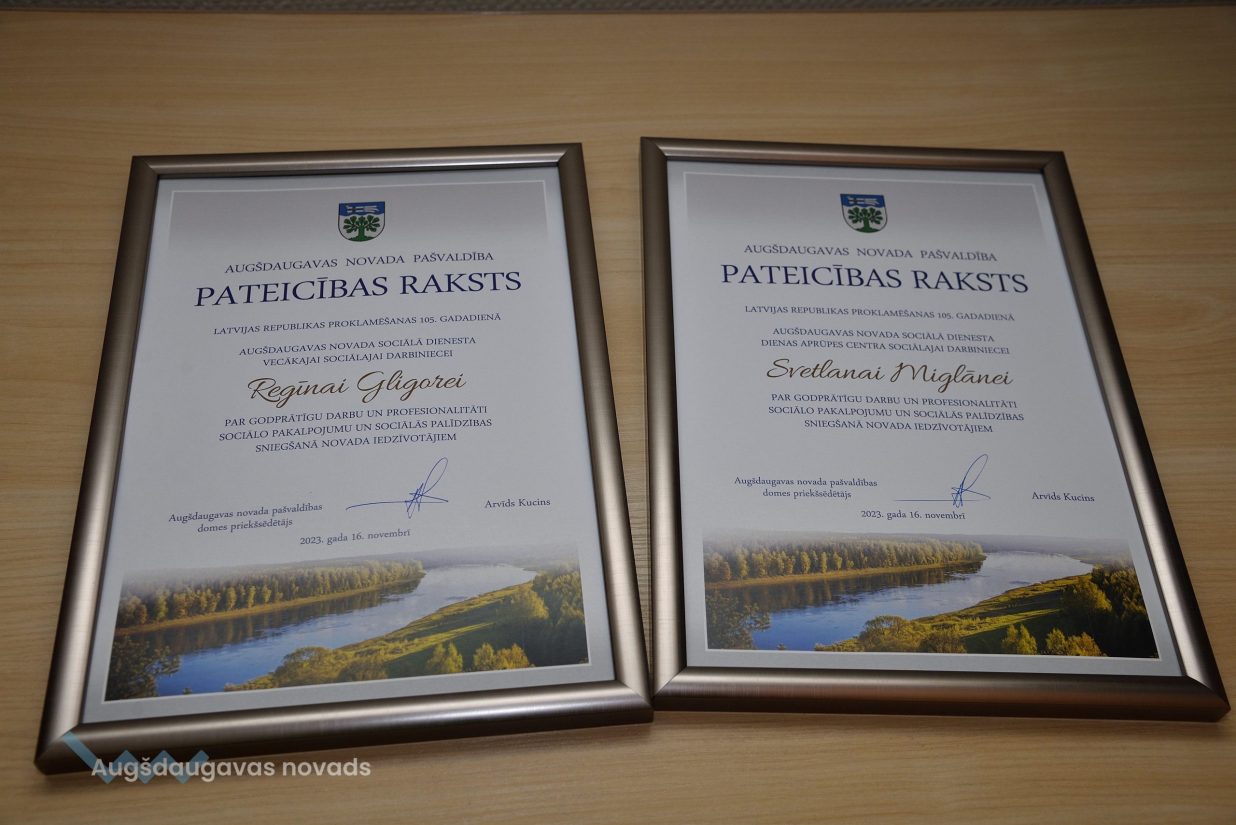 AUGŠDAUGAVAS NOVADA PAŠVALDĪBA
PATEICĪBAS RAKSTS
LATVIJAS REPUBLIKAS PROKLAMĒŠANAS 105. GADADIENĀ
AUGŠDAUGAVAS NOVADA SOCIĀLĀ DIENESTA
VECĀKAJAI SOCIĀLAJAI DARBINIECEI
Regīnai Gligorei
PAR GODPRĀTĪGU DARBU UN PROFESIONALITĀTI
SOCIĀLO PAKALPOJUMU UN SOCIĀLĀS PALĪDZĪBAS
SNIEGŠANĀ NOVADA IEDZĪVOTĀJIEM
Augšdaugavas novada pašvaldības
domes priekšsēdētājs
Arvīds Kucins
2023. gada 16. novembrī
AUGŠDAUGAVAS NOVADA PAŠVALDĪBA
PATEICĪBAS RAKSTS
LATVIJAS REPUBLIKAS PROKLAMĒŠANAS 105. GADADIENĀ
AUGŠDAUGAVAS NOVADA SOCIĀLĀ DIENESTA
DIENAS APRŪPES CENTRA SOCIĀLAJAI DARBINIECEI
Svetlanai Miglānei
PAR GODPRĀTĪGU DARBU UN PROFESIONALITĀTI
SOCIĀLO PAKALPOJUMU UN SOCIĀLĀS PALĪDZĪBAS
SNIEGŠANĀ NOVADA IEDZĪVOTĀJIEM
Augšdaugavas novada pašvaldības
domes priekšsēdētājs
Arvīds Kucins
2023. gada 16. novembrī
Augšdaugavas novads